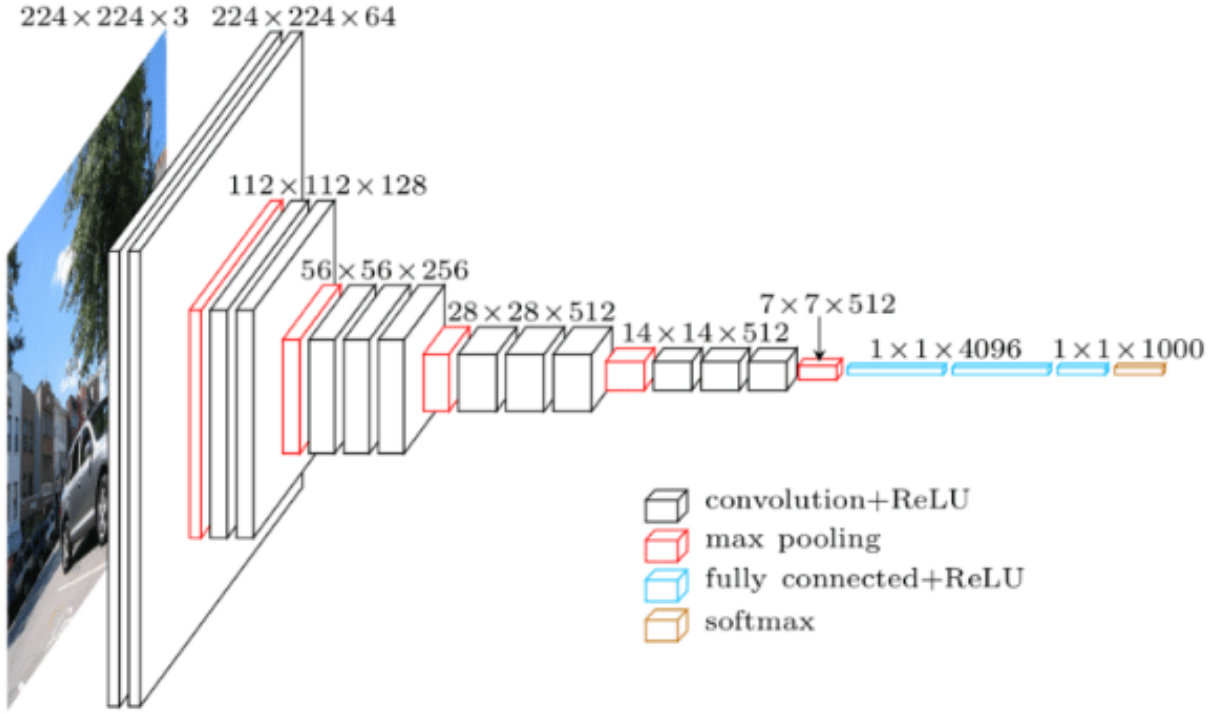 224×224×3
224×224×64
112×112×128
56×56×256
28×28×512
14×14×512
7×7×512
1×1×4096
1×1×1000
convolution+ReLU
max pooling
fully connected+ReLU
softmax